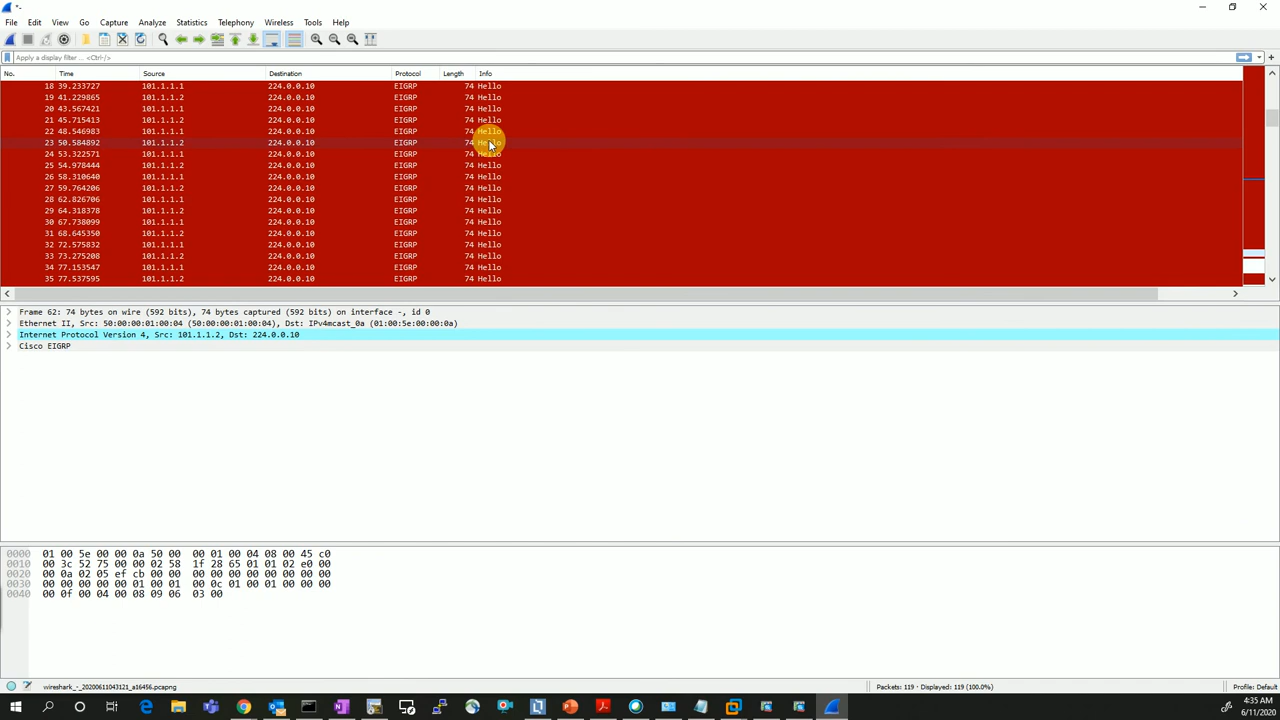 *-
File Edit View Go Capture Analyze Statistics Telephony Wireless Tools Help
Apply a display filter ... <Ctrl-/>
No. Time Source Destination Protocol Length Info
18 39.233727 101.1.1.1 224.0.0.10 EIGRP 74 Hello
19 41.229865 101.1.1.2 224.0.0.10 EIGRP 74 Hello
20 43.567421 101.1.1.1 224.0.0.10 EIGRP 74 Hello
21 45.715413 101.1.1.2 224.0.0.10 EIGRP 74 Hello
22 48.546983 101.1.1.1 224.0.0.10 EIGRP 74 Hello
23 50.584892 101.1.1.2 224.0.0.10 EIGRP 74 Hello
24 53.322571 101.1.1.1 224.0.0.10 EIGRP 74 Hello
25 54.978444 101.1.1.2 224.0.0.10 EIGRP 74 Hello
26 58.310640 101.1.1.1 224.0.0.10 EIGRP 74 Hello
27 59.764206 101.1.1.2 224.0.0.10 EIGRP 74 Hello
28 62.826706 101.1.1.1 224.0.0.10 EIGRP 74 Hello
29 64.318378 101.1.1.2 224.0.0.10 EIGRP 74 Hello
30 67.738099 101.1.1.1 224.0.0.10 EIGRP 74 Hello
31 68.645350 101.1.1.2 224.0.0.10 EIGRP 74 Hello
32 72.575832 101.1.1.1 224.0.0.10 EIGRP 74 Hello
33 73.275208 101.1.1.2 224.0.0.10 EIGRP 74 Hello
34 77.153547 101.1.1.1 224.0.0.10 EIGRP 74 Hello
35 77.537595 101.1.1.2 224.0.0.10 EIGRP 74 Hello
Frame 62: 74 bytes on wire (592 bits), 74 bytes captured (592 bits) on interface -, id 0
Ethernet II, Src: 50:00:00:01:00:04 (50:00:00:01:00:04), Dst: IPv4mcast_0a (01:00:5e:00:00:0a)
Internet Protocol Version 4, Src: 101.1.1.2, Dst: 224.0.0.10
Cisco EIGRP
0000 01 00 5e 00 00 0a 50 00 00 01 00 04 08 00 45 c0
0010 00 3c 52 75 00 00 02 58 1f 28 65 01 01 02 e0 00
0020 00 0a 02 05 ef cb 00 00 00 00 00 00 00 00 00 00
0030 00 00 00 00 00 01 00 01 00 0c 01 00 01 00 00 00
0040 00 0f 00 04 00 08 09 06 03 00
wireshark_-_20200611043121_a16456.pcapng Packets: 119 · Displayed: 119 (100.0%) Profile: Default
4:35 AM
6/11/2020